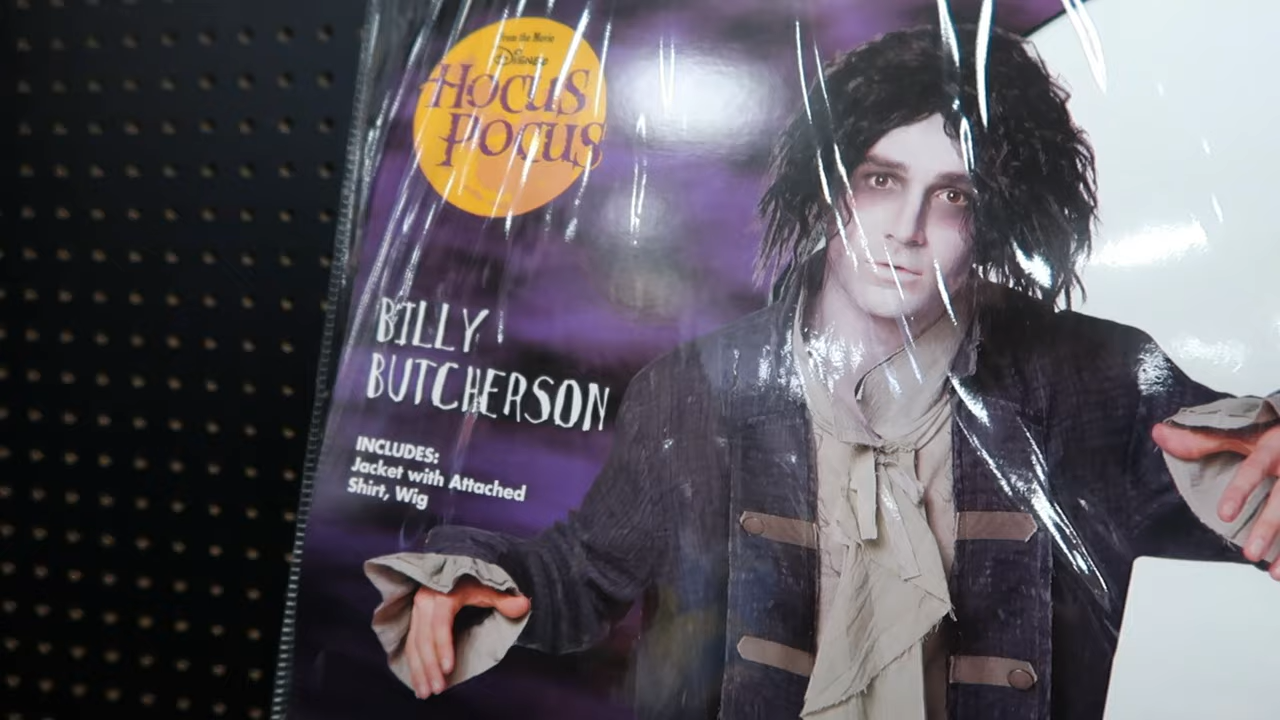 From the Movie
Disney
HOCUS
POCUS
BILLY
BUTCHERSON
INCLUDES:
Jacket with Attached
Shirt, Wig